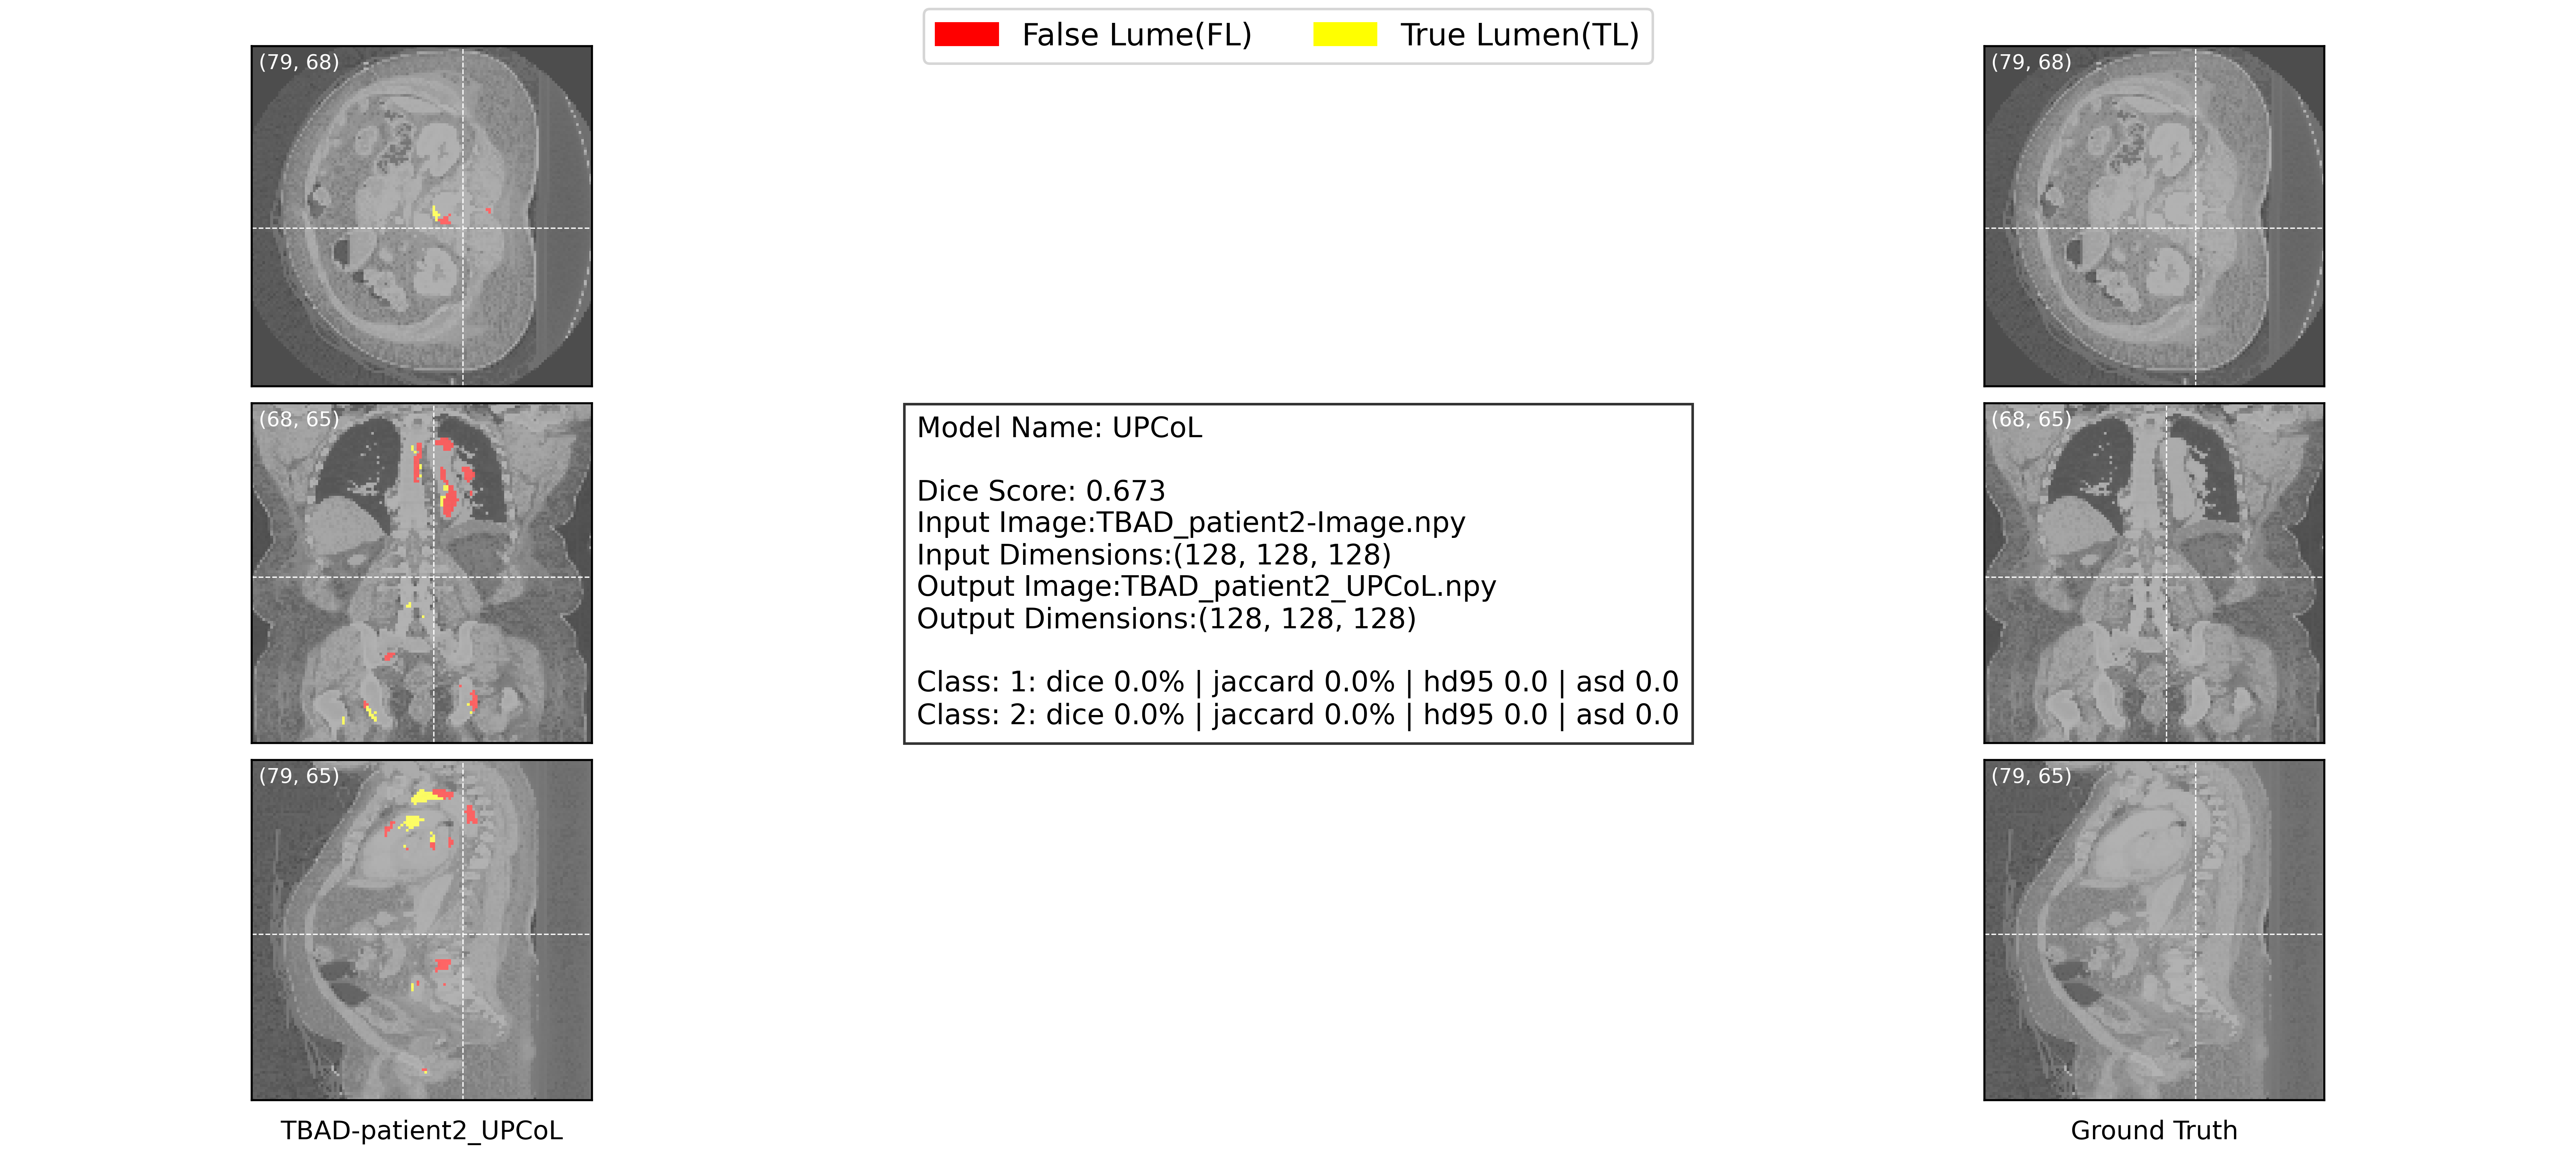 False Lume(FL) True Lumen(TL)
(79, 68)
(79, 68)
(68, 65)
(68, 65)
Model Name: UPCoL
Dice Score: 0.673
Input Image:TBAD_patient2-Image.npy
Input Dimensions:(128, 128, 128)
Output Image:TBAD_patient2_UPCoL.npy
Output Dimensions:(128, 128, 128)
Class: 1: dice 0.0% | jaccard 0.0% | hd95 0.0 | asd 0.0
Class: 2: dice 0.0% | jaccard 0.0% | hd95 0.0 | asd 0.0
(79, 65)
(79, 65)
TBAD-patient2_UPCoL
Ground Truth